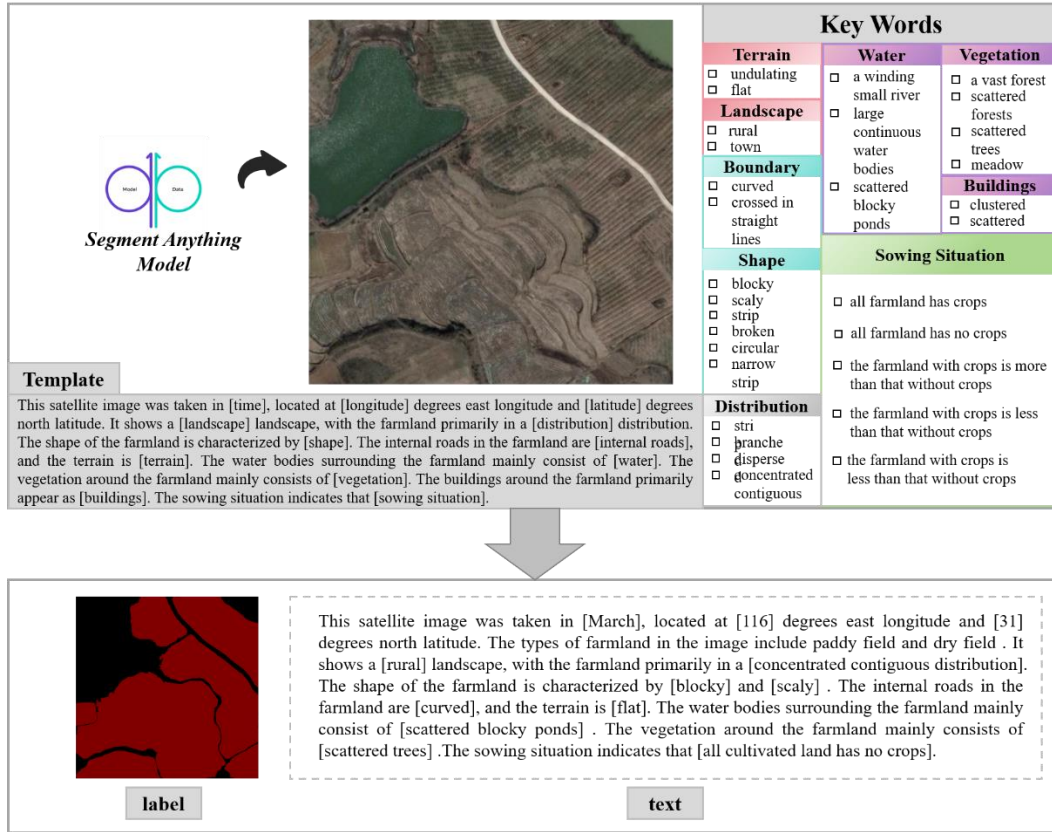 Model
Data
Segment Anything
Model
Key Words
Terrain
undulating
flat
Landscape
rural
town
Boundary
curved
crossed in
straight
lines
Shape
blocky
scaly
strip
broken
circular
narrow
strip
Distribution
stri
branche
disperse
concentrated
contiguous
Water
a winding
small river
large
continuous
water
bodies
scattered
blocky
ponds
Vegetation
a vast forest
scattered
forests
scattered
trees
meadow
Buildings
clustered
scattered
Sowing Situation
all farmland has crops
all farmland has no crops
the farmland with crops is more
than that without crops
the farmland with crops is less
than that without crops
the farmland with crops is
less than that without crops
Template
This satellite image was taken in [time], located at [longitude] degrees east longitude and [latitude] degrees
north latitude. It shows a [landscape] landscape, with the farmland primarily in a [distribution] distribution.
The shape of the farmland is characterized by [shape]. The internal roads in the farmland are [internal roads],
and the terrain is [terrain]. The water bodies surrounding the farmland mainly consist of [water]. The
vegetation around the farmland mainly consists of [vegetation]. The buildings around the farmland primarily
appear as [buildings]. The sowing situation indicates that [sowing situation].
This satellite image was taken in [March], located at [116] degrees east longitude and [31]
degrees north latitude. The types of farmland in the image include paddy field and dry field . It
shows a [rural] landscape, with the farmland primarily in a [concentrated contiguous distribution].
The shape of the farmland is characterized by [blocky] and [scaly] . The internal roads in the
farmland are [curved], and the terrain is [flat]. The water bodies surrounding the farmland mainly
consist of [scattered blocky ponds] . The vegetation around the farmland mainly consists of
[scattered trees] .The sowing situation indicates that [all cultivated land has no crops].
label
text